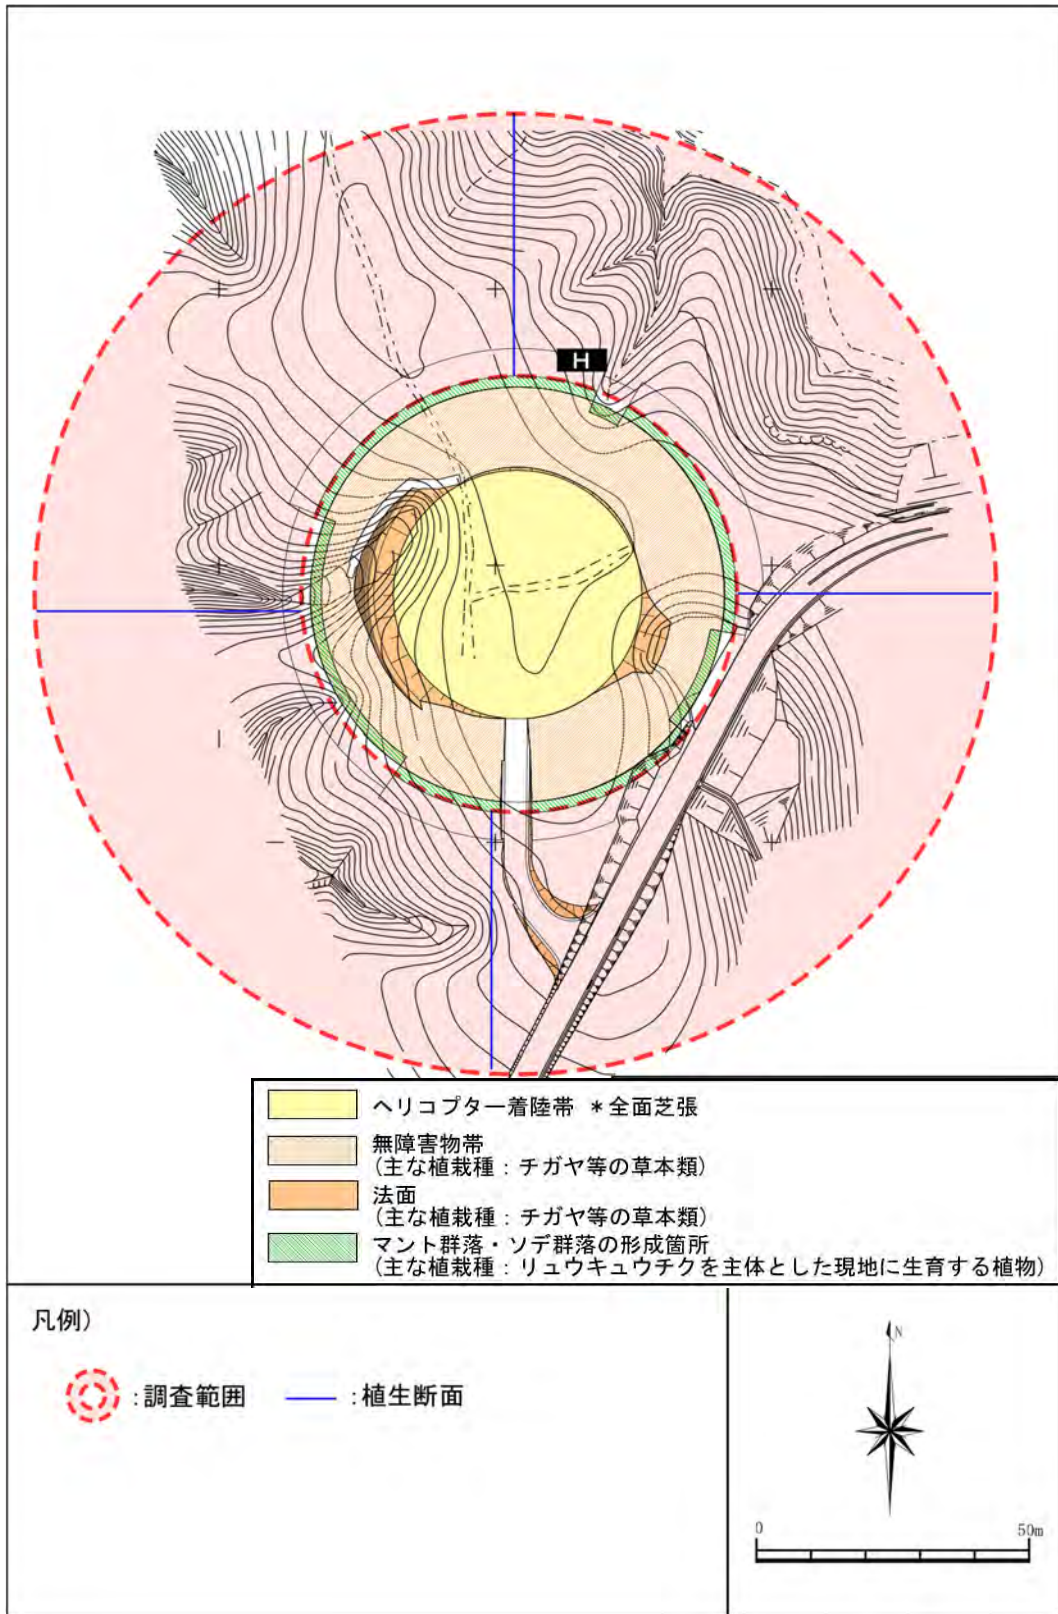 H
ヘリコプター着陸帯 ＊全面芝張
無障害物帯
(主な植栽種：チガヤ等の草本類)
法面
(主な植栽種：チガヤ等の草本類)
マント群落・ソデ群落の形成箇所
(主な植栽種：リュウキュウチクを主体とした現地に生育する植物)
凡例)
:調査範囲
:植生断面
N
0 50m